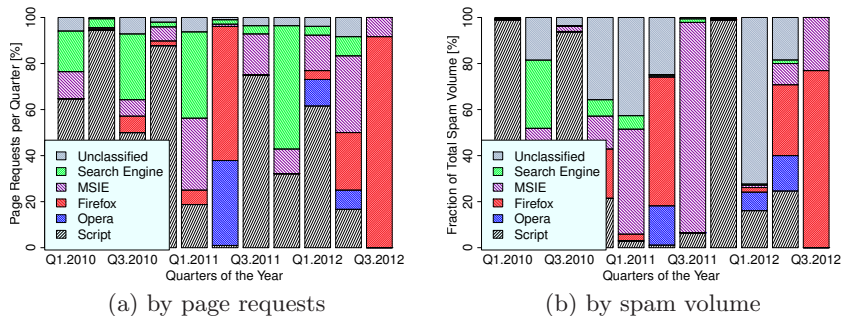 Page Requests per Quarter [%]
100
80
60
40
20
0
Unclassified
Search Engine
MSIE
Firefox
Opera
Script
Q1.2010 Q3.2010 Q1.2011 Q3.2011 Q1.2012 Q3.2012
Quarters of the Year
(a) by page requests
Fraction of Total Spam Volume [%]
100
80
60
40
20
0
Unclassified
Search Engine
MSIE
Firefox
Opera
Script
Q1.2010 Q3.2010 Q1.2011 Q3.2011 Q1.2012 Q3.2012
Quarters of the Year
(b) by spam volume